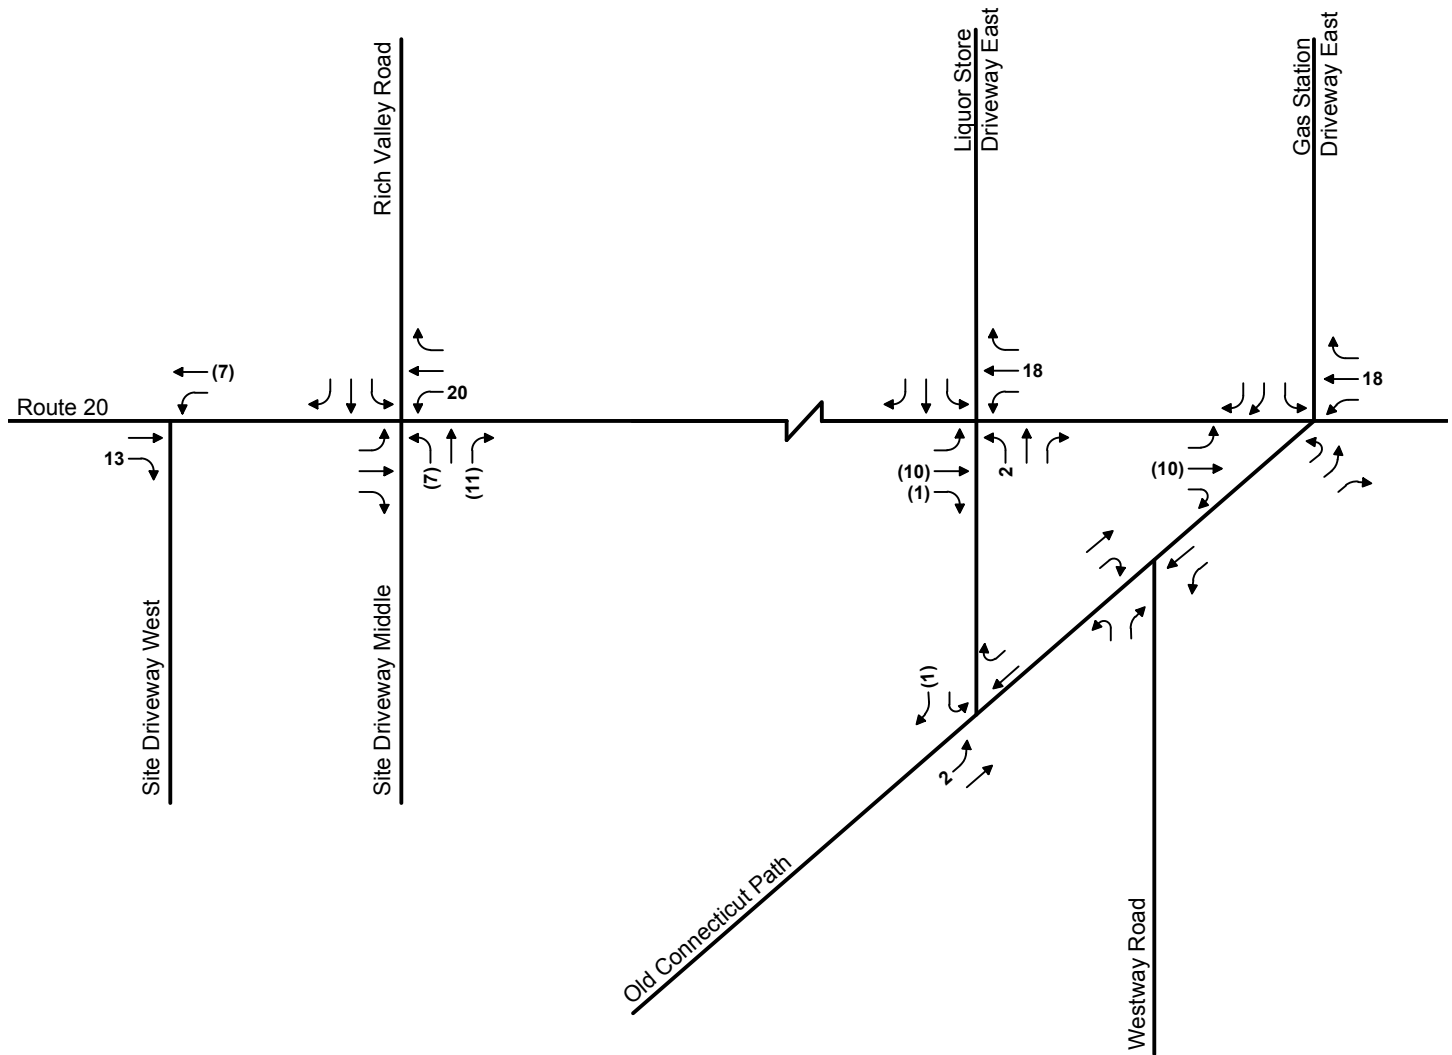 Rich Valley Road
Liquor Store
Driveway East
Gas Station
Driveway East
(7)
20
18
18
Route 20
13
(7)
(11)
(10)
(1)
2
(10)
Site Driveway West
Site Driveway Middle
(1)
2
Old Connecticut Path
Westway Road